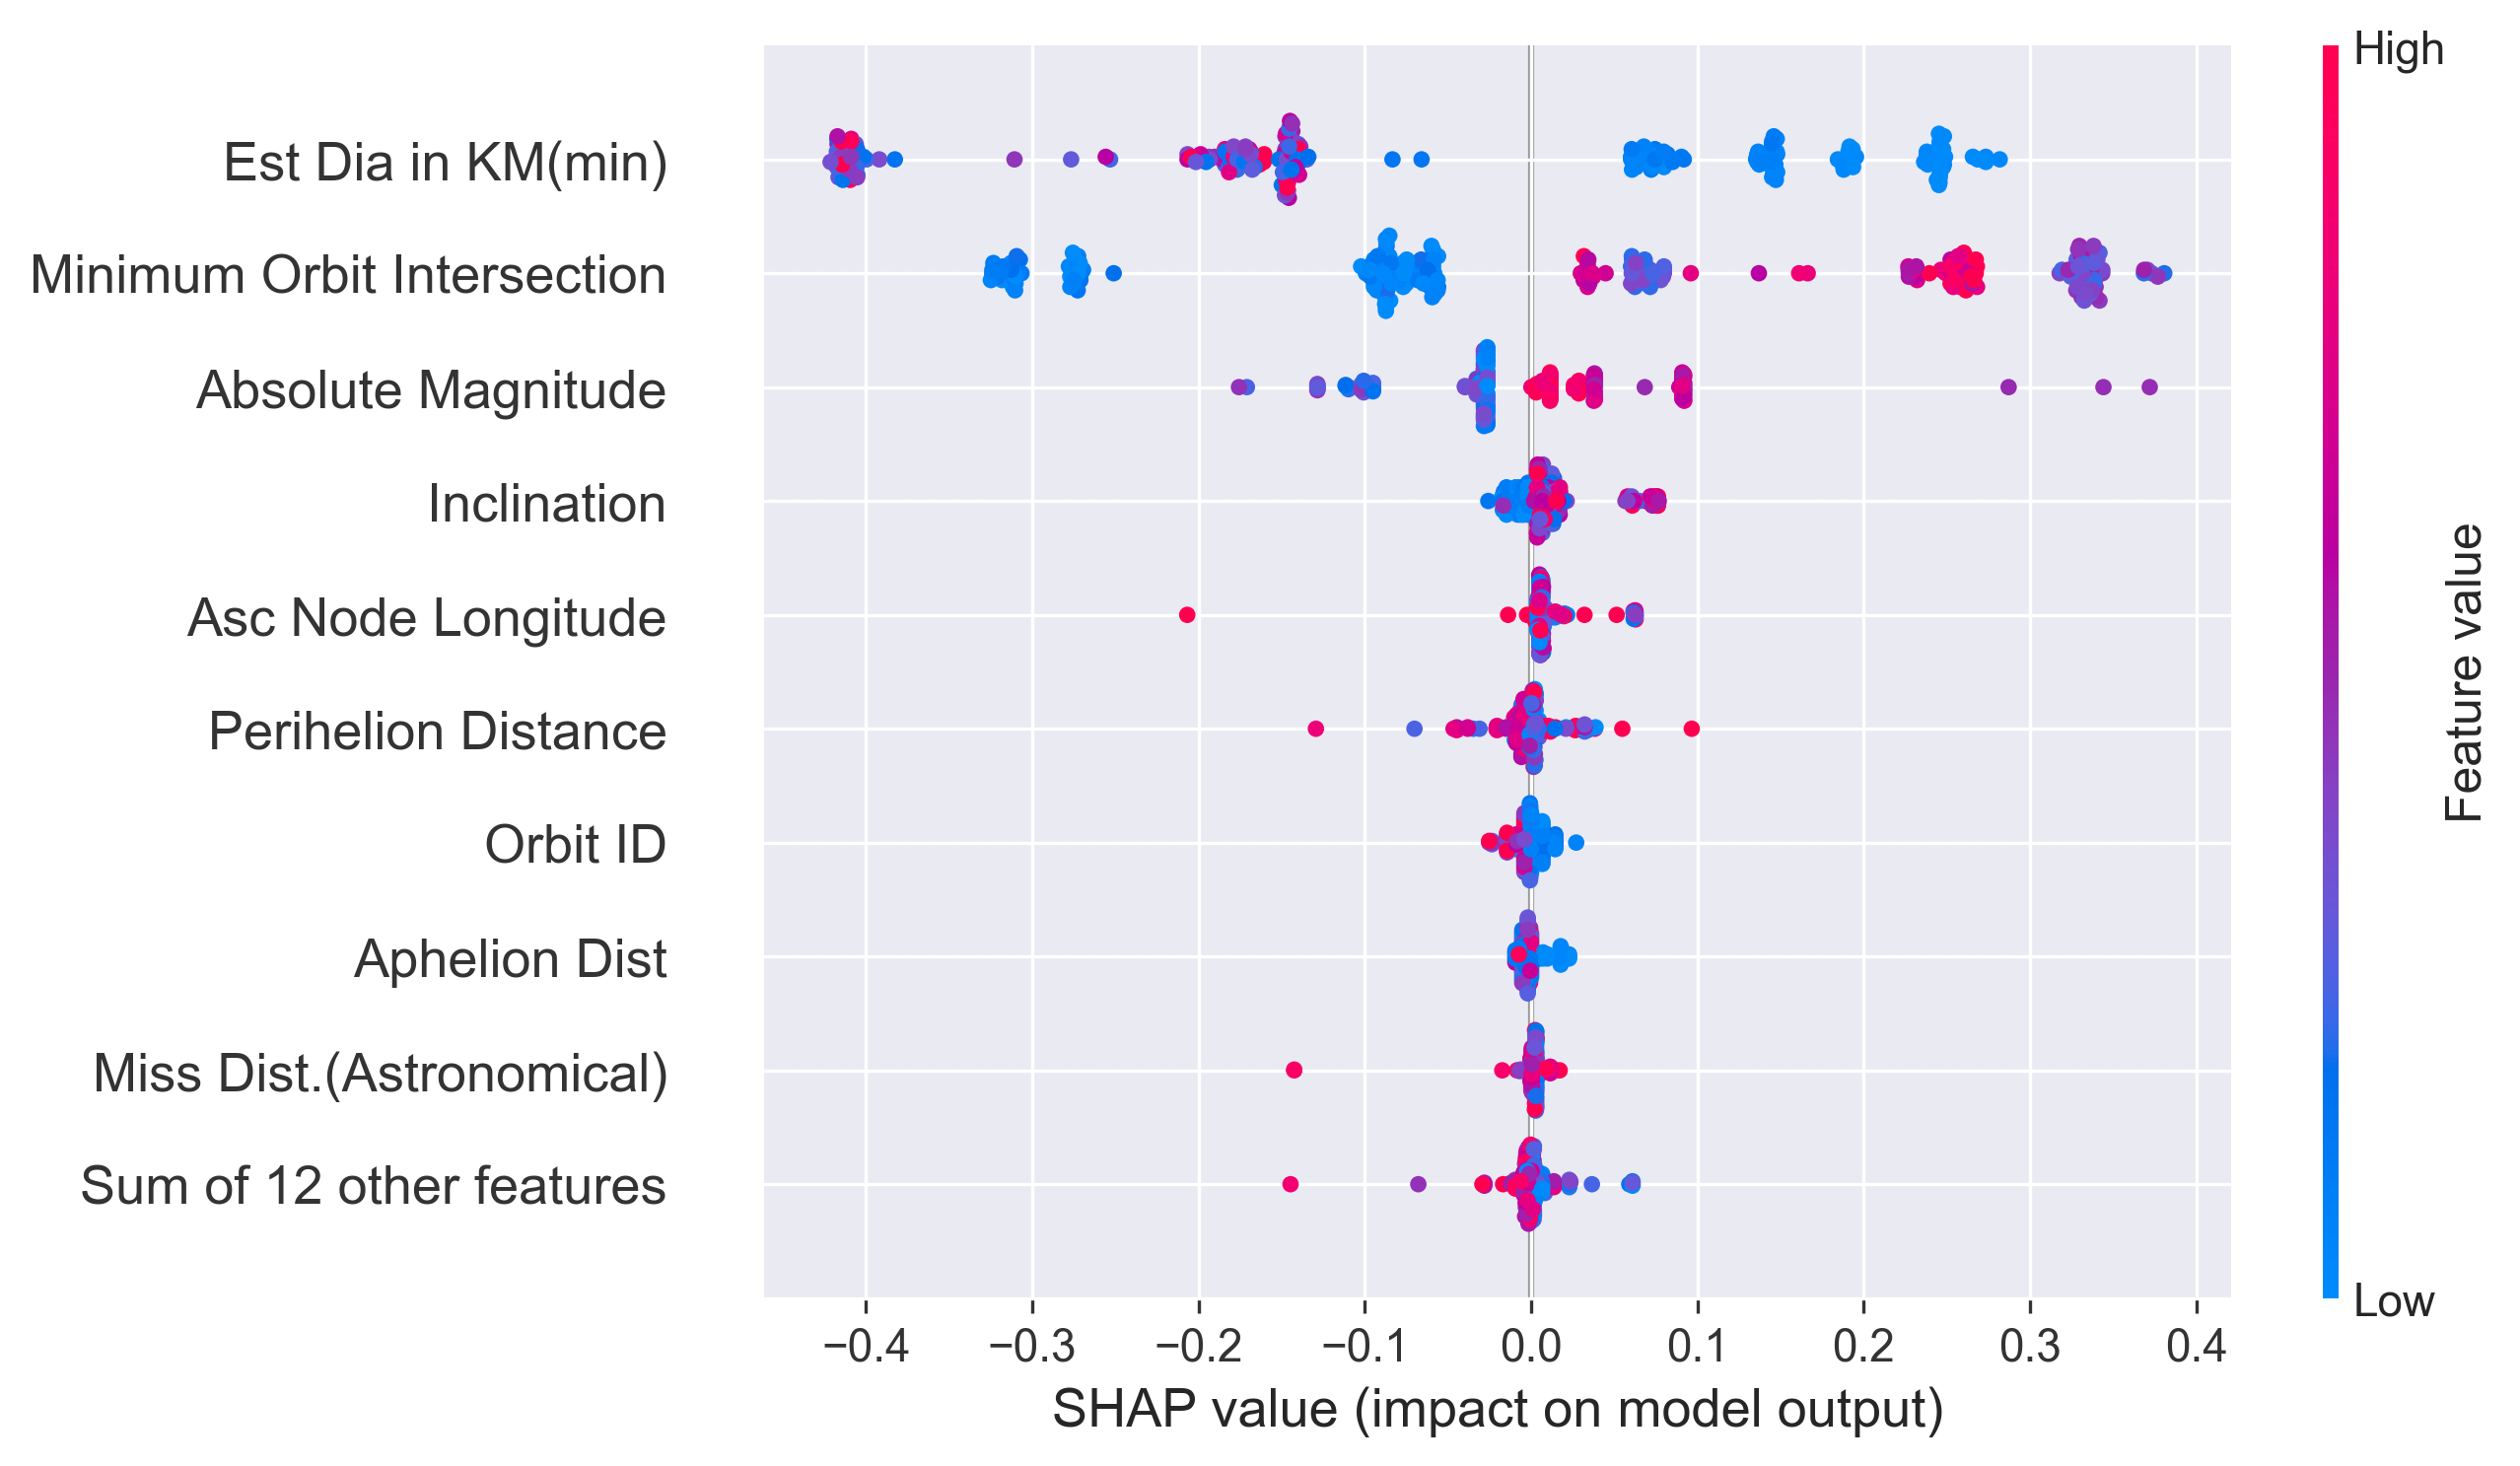 High
Est Dia in KM(min)
Minimum Orbit Intersection
Absolute Magnitude
Inclination
Asc Node Longitude
Perihelion Distance
Orbit ID
Aphelion Dist
Miss Dist.(Astronomical)
Sum of 12 other features
Feature value
Low
−0.4 −0.3 −0.2 −0.1 0.0 0.1 0.2 0.3 0.4
SHAP value (impact on model output)